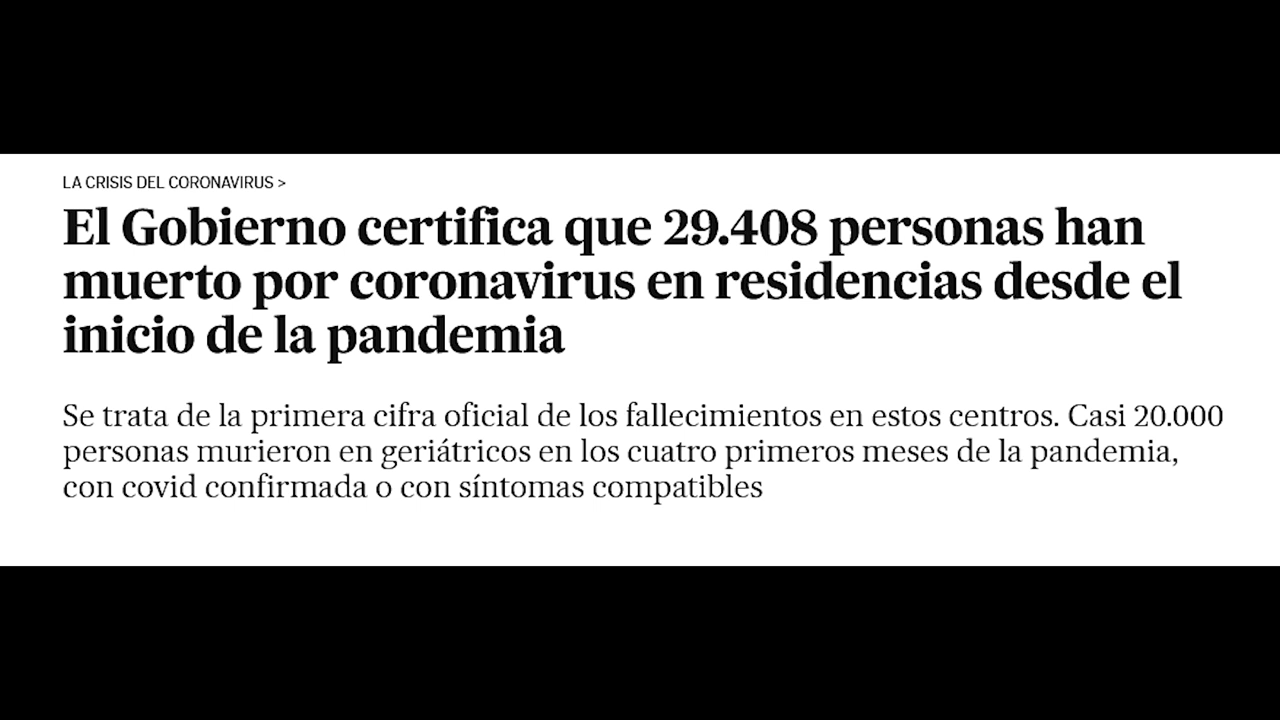 LA CRISIS DEL CORONAVIRUS >
El Gobierno certifica que 29.408 personas han
muerto por coronavirus en residencias desde el
inicio de la pandemia
Se trata de la primera cifra oficial de los fallecimientos en estos centros. Casi 20.000
personas murieron en geriátricos en los cuatro primeros meses de la pandemia,
con covid confirmada o con síntomas compatibles